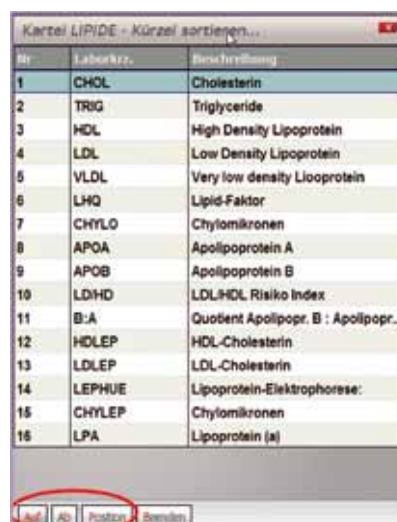 Kartei LIPIDE - Kürzel sortieren...
Nr Laborkrz. Beschreibung
1 CHOL Cholesterin
2 TRIG Triglyceride
3 HDL High Density Lipoprotein
4 LDL Low Density Lipoprotein
5 VLDL Very low density Liooprotein
6 LHQ Lipid-Faktor
7 CHYLO Chylomikronen
8 APOA Apolipoprotein A
9 APOB Apolipoprotein B
10 LD/HD LDL/HDL Risiko Index
11 B:A Quotient Apolipopr. B : Apolipopr..
12 HDLEP HDL-Cholesterin
13 LDLEP LDL-Cholesterin
14 LEPHUE Lipoprotein-Elektrophorese:
15 CHYLEP Chylomikronen
16 LPA Lipoprotein (a)
Auf Ab Position Beenden